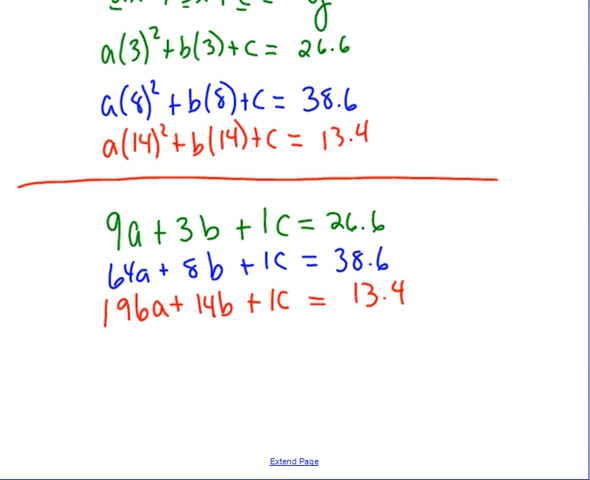 y
a(3)²+b(3)+c = 26.6
a(8)²+b(8)+c = 38.6
a(14)²+b(14)+c = 13.4
9a + 3b + 1c = 26.6
64a + 8b + 1c = 38.6
196a + 14b + 1c = 13.4
Extend Page